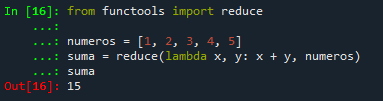 In [16]: from functools import reduce
    ...:
    ...: numeros = [1, 2, 3, 4, 5]
    ...: suma = reduce(lambda x, y: x + y, numeros)
    ...: suma
Out[16]: 15